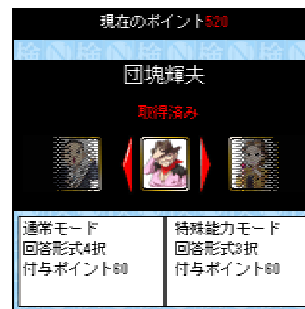 現在のポイント520
団塊輝夫
取得済み
通常モード
回答形式4択
付与ポイント60
特殊能力モード
回答形式3択
付与ポイント60